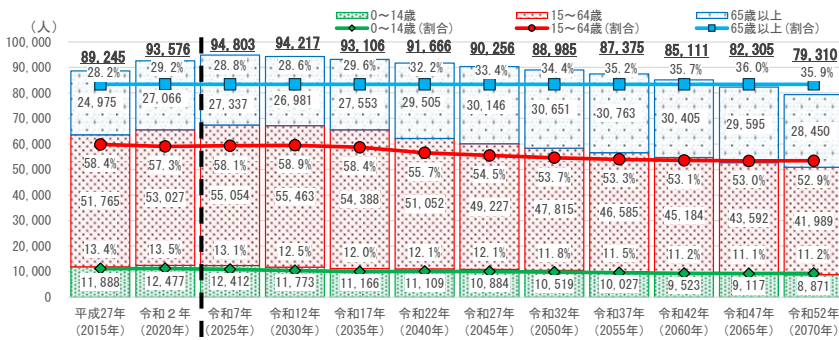 (人)
0～14歳 15～64歳 65歳以上
0～14歳(割合) 15～64歳(割合) 65歳以上(割合)
89,245 93,576 94,803 94,217 93,106 91,666 90,256 88,985 87,375 85,111 82,305 79,310
28.2% 29.2% 28.8% 28.6% 29.6% 32.2% 33.4% 34.4% 35.2% 35.7% 36.0% 35.9%
24,975 27,066 27,337 26,981 27,553 29,505 30,146 30,651 30,763 30,405 29,595 28,450
58.4% 57.3% 58.1% 58.9% 58.4% 55.7% 54.5% 53.7% 53.3% 53.1% 53.0% 52.9%
51,765 53,027 55,054 55,463 54,388 51,052 49,227 47,815 46,585 45,184 43,592 41,989
13.4% 13.5% 13.1% 12.5% 12.0% 12.1% 12.1% 11.8% 11.5% 11.2% 11.1% 11.2%
11,888 12,477 12,412 11,773 11,166 11,109 10,884 10,519 10,027 9,523 9,117 8,871
100,000
90,000
80,000
70,000
60,000
50,000
40,000
30,000
20,000
10,000
0
平成27年 令和２年 令和7年 令和12年 令和17年 令和22年 令和27年 令和32年 令和37年 令和42年 令和47年 令和52年
(2015年) (2020年) (2025年) (2030年) (2035年) (2040年) (2045年) (2050年) (2055年) (2060年) (2065年) (2070年)